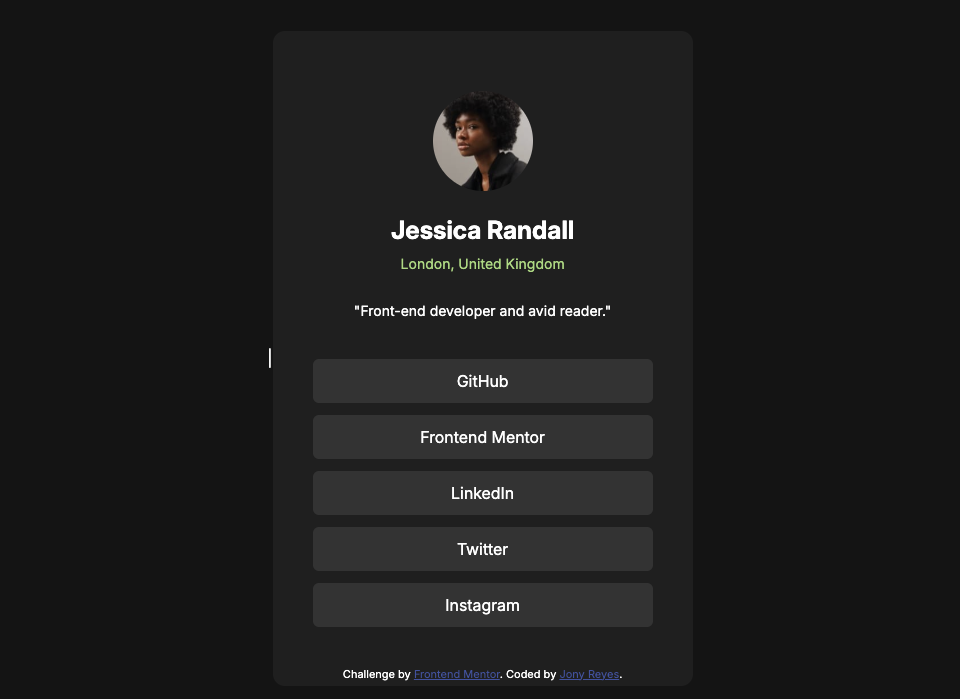 Jessica Randall
London, United Kingdom
"Front-end developer and avid reader."
GitHub
Frontend Mentor
LinkedIn
Twitter
Instagram
Challenge by Frontend Mentor. Coded by Jony Reyes.